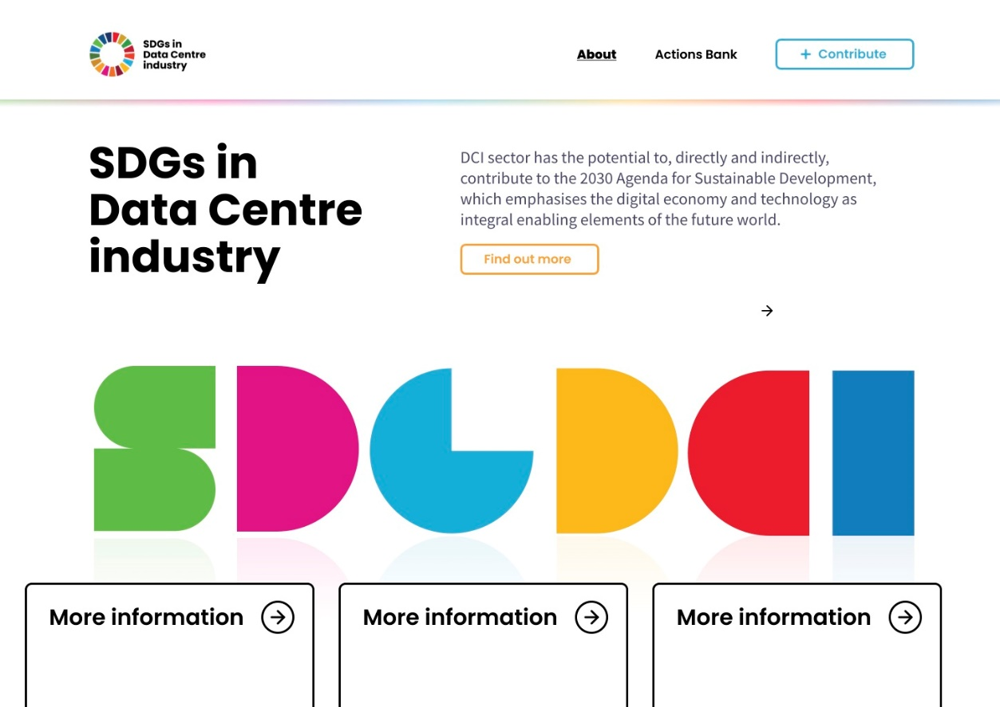 SDGs in
Data Centre
industry
About
Actions Bank
+ Contribute
SDGs in
Data Centre
industry
DCI sector has the potential to, directly and indirectly,
contribute to the 2030 Agenda for Sustainable Development,
which emphasises the digital economy and technology as
integral enabling elements of the future world.
Find out more
SDGDCI
More information
More information
More information